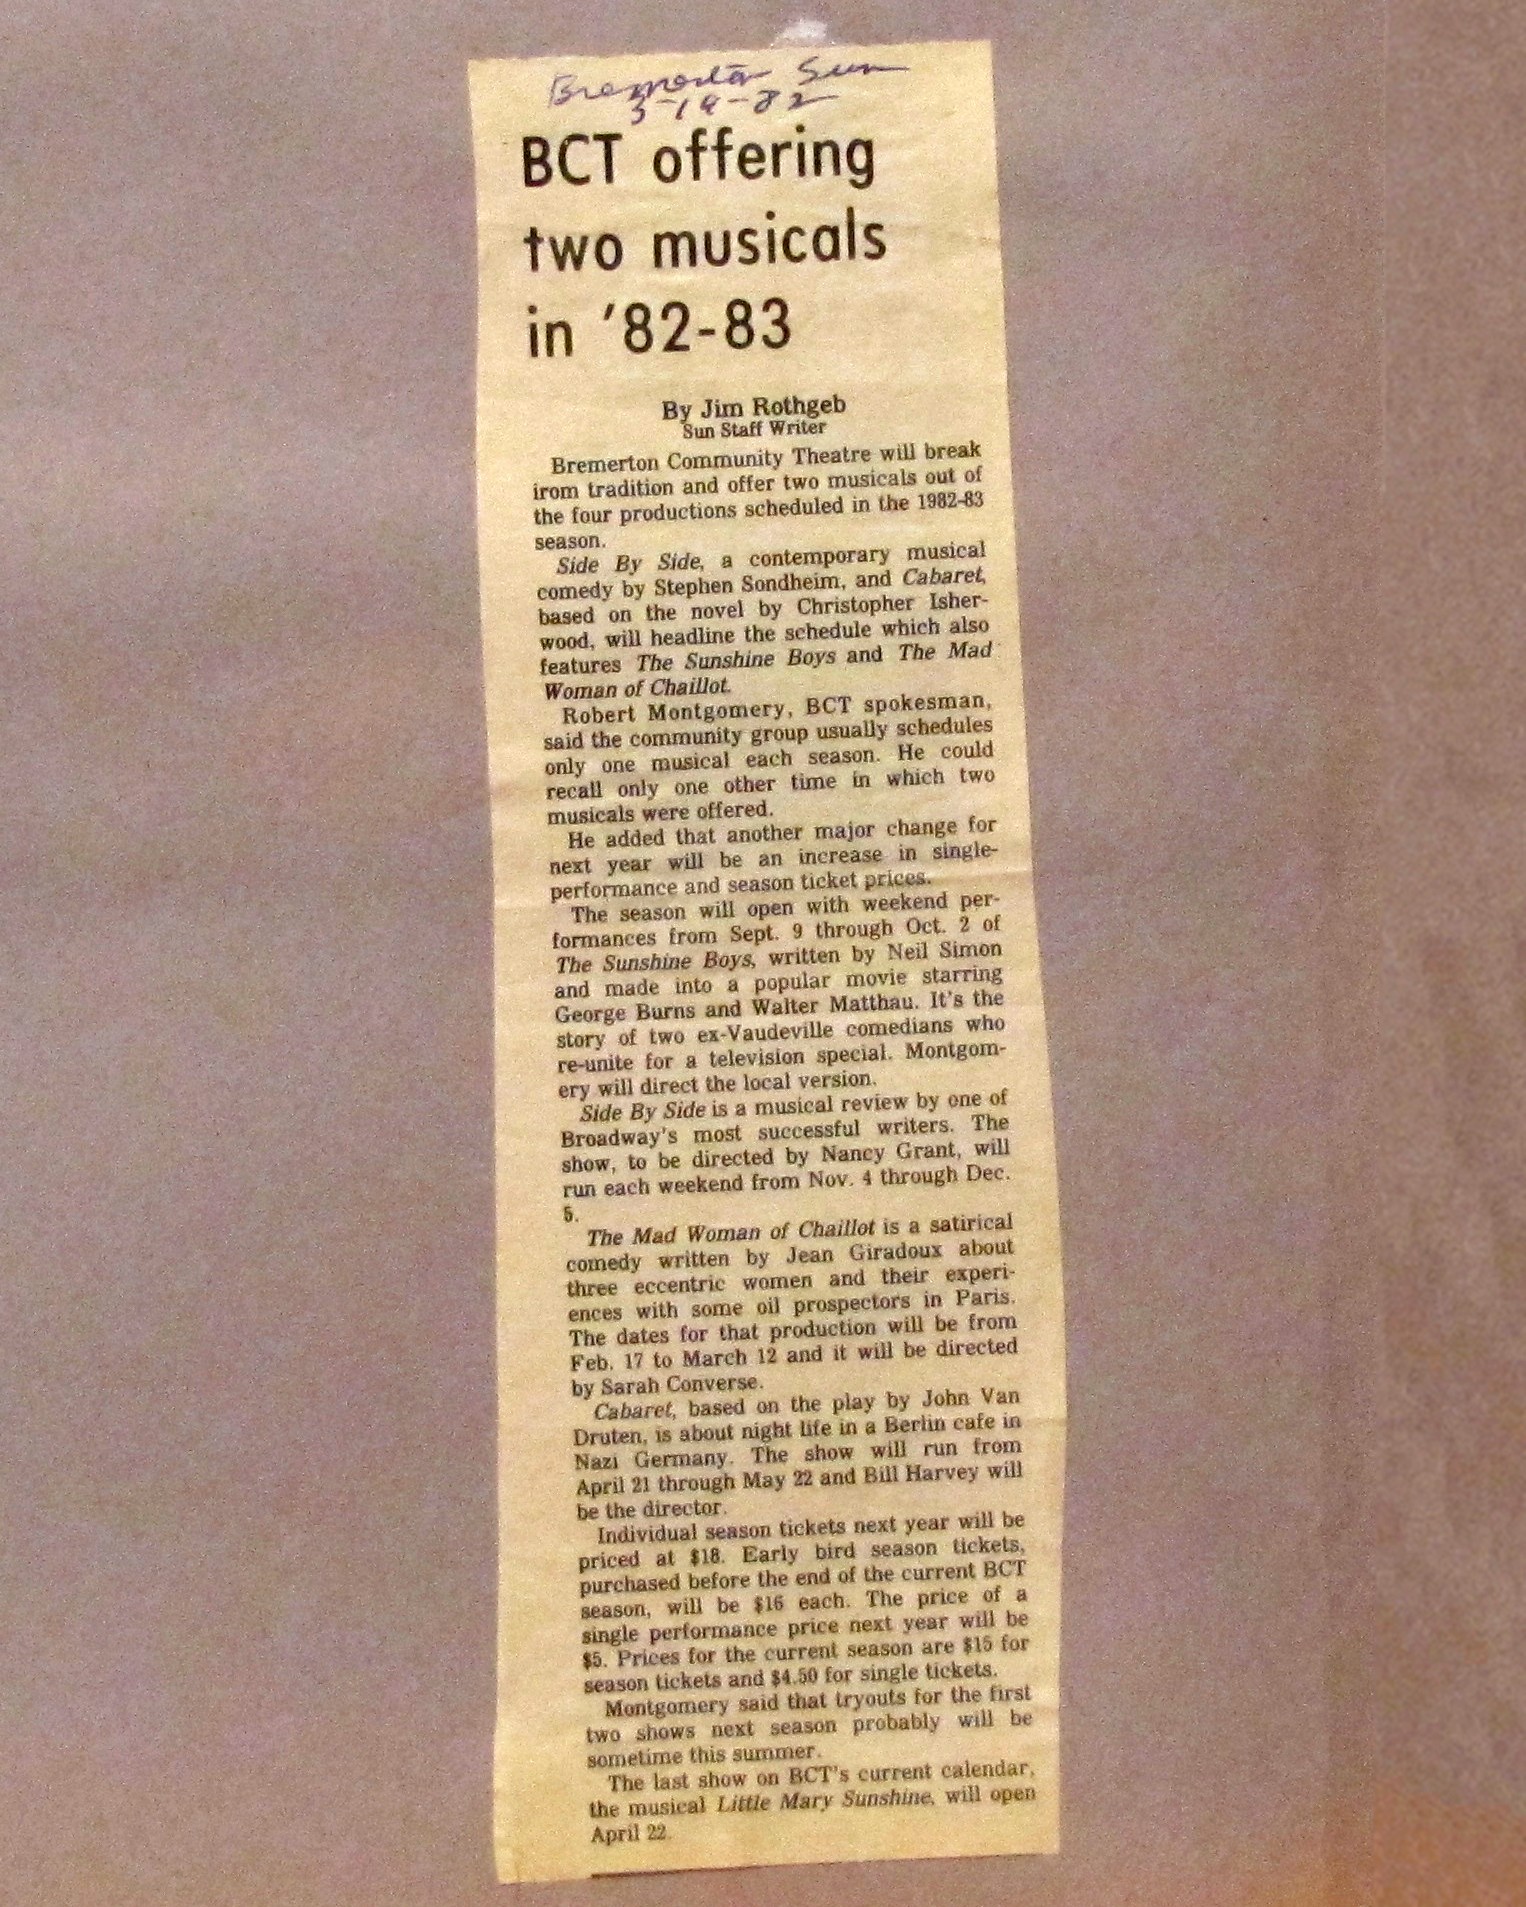 Bremerton Sun
3-19-82
BCT offering
two musicals
in '82-83
By Jim Rothgeb
Sun Staff Writer
Bremerton Community Theatre will break
irom tradition and offer two musicals out of
the four productions scheduled in the 1982-83
season.
Side By Side, a contemporary musical
comedy by Stephen Sondheim, and Cabaret,
based on the novel by Christopher Isher-
wood, will headline the schedule which also
features The Sunshine Boys and The Mad
Woman of Chaillot.
Robert Montgomery, BCT spokesman,
said the community group usually schedules
only one musical each season. He could
recall only one other time in which two
musicals were offered.
He added that another major change for
next year will be an increase in single-
performance and season ticket prices.
The season will open with weekend per-
formances from Sept. 9 through Oct. 2 of
The Sunshine Boys, written by Neil Simon
and made into a popular movie starring
George Burns and Walter Matthau. It's the
story of two ex-Vaudeville comedians who
re-unite for a television special. Montgom-
ery will direct the local version.
Side By Side is a musical review by one of
Broadway's most successful writers. The
show, to be directed by Nancy Grant, will
run each weekend from Nov. 4 through Dec.
5.
The Mad Woman of Chaillot is a satirical
comedy written by Jean Giradoux about
three eccentric women and their experi-
ences with some oil prospectors in Paris.
The dates for that production will be from
Feb. 17 to March 12 and it will be directed
by Sarah Converse.
Cabaret, based on the play by John Van
Druten, is about night life in a Berlin cafe in
Nazi Germany. The show will run from
April 21 through May 22 and Bill Harvey will
be the director.
Individual season tickets next year will be
priced at $18. Early bird season tickets,
purchased before the end of the current BCT
season, will be $16 each. The price of a
single performance price next year will be
$5. Prices for the current season are $15 for
season tickets and $4.50 for single tickets.
Montgomery said that tryouts for the first
two shows next season probably will be
sometime this summer.
The last show on BCT's current calendar,
the musical Little Mary Sunshine, will open
April 22.